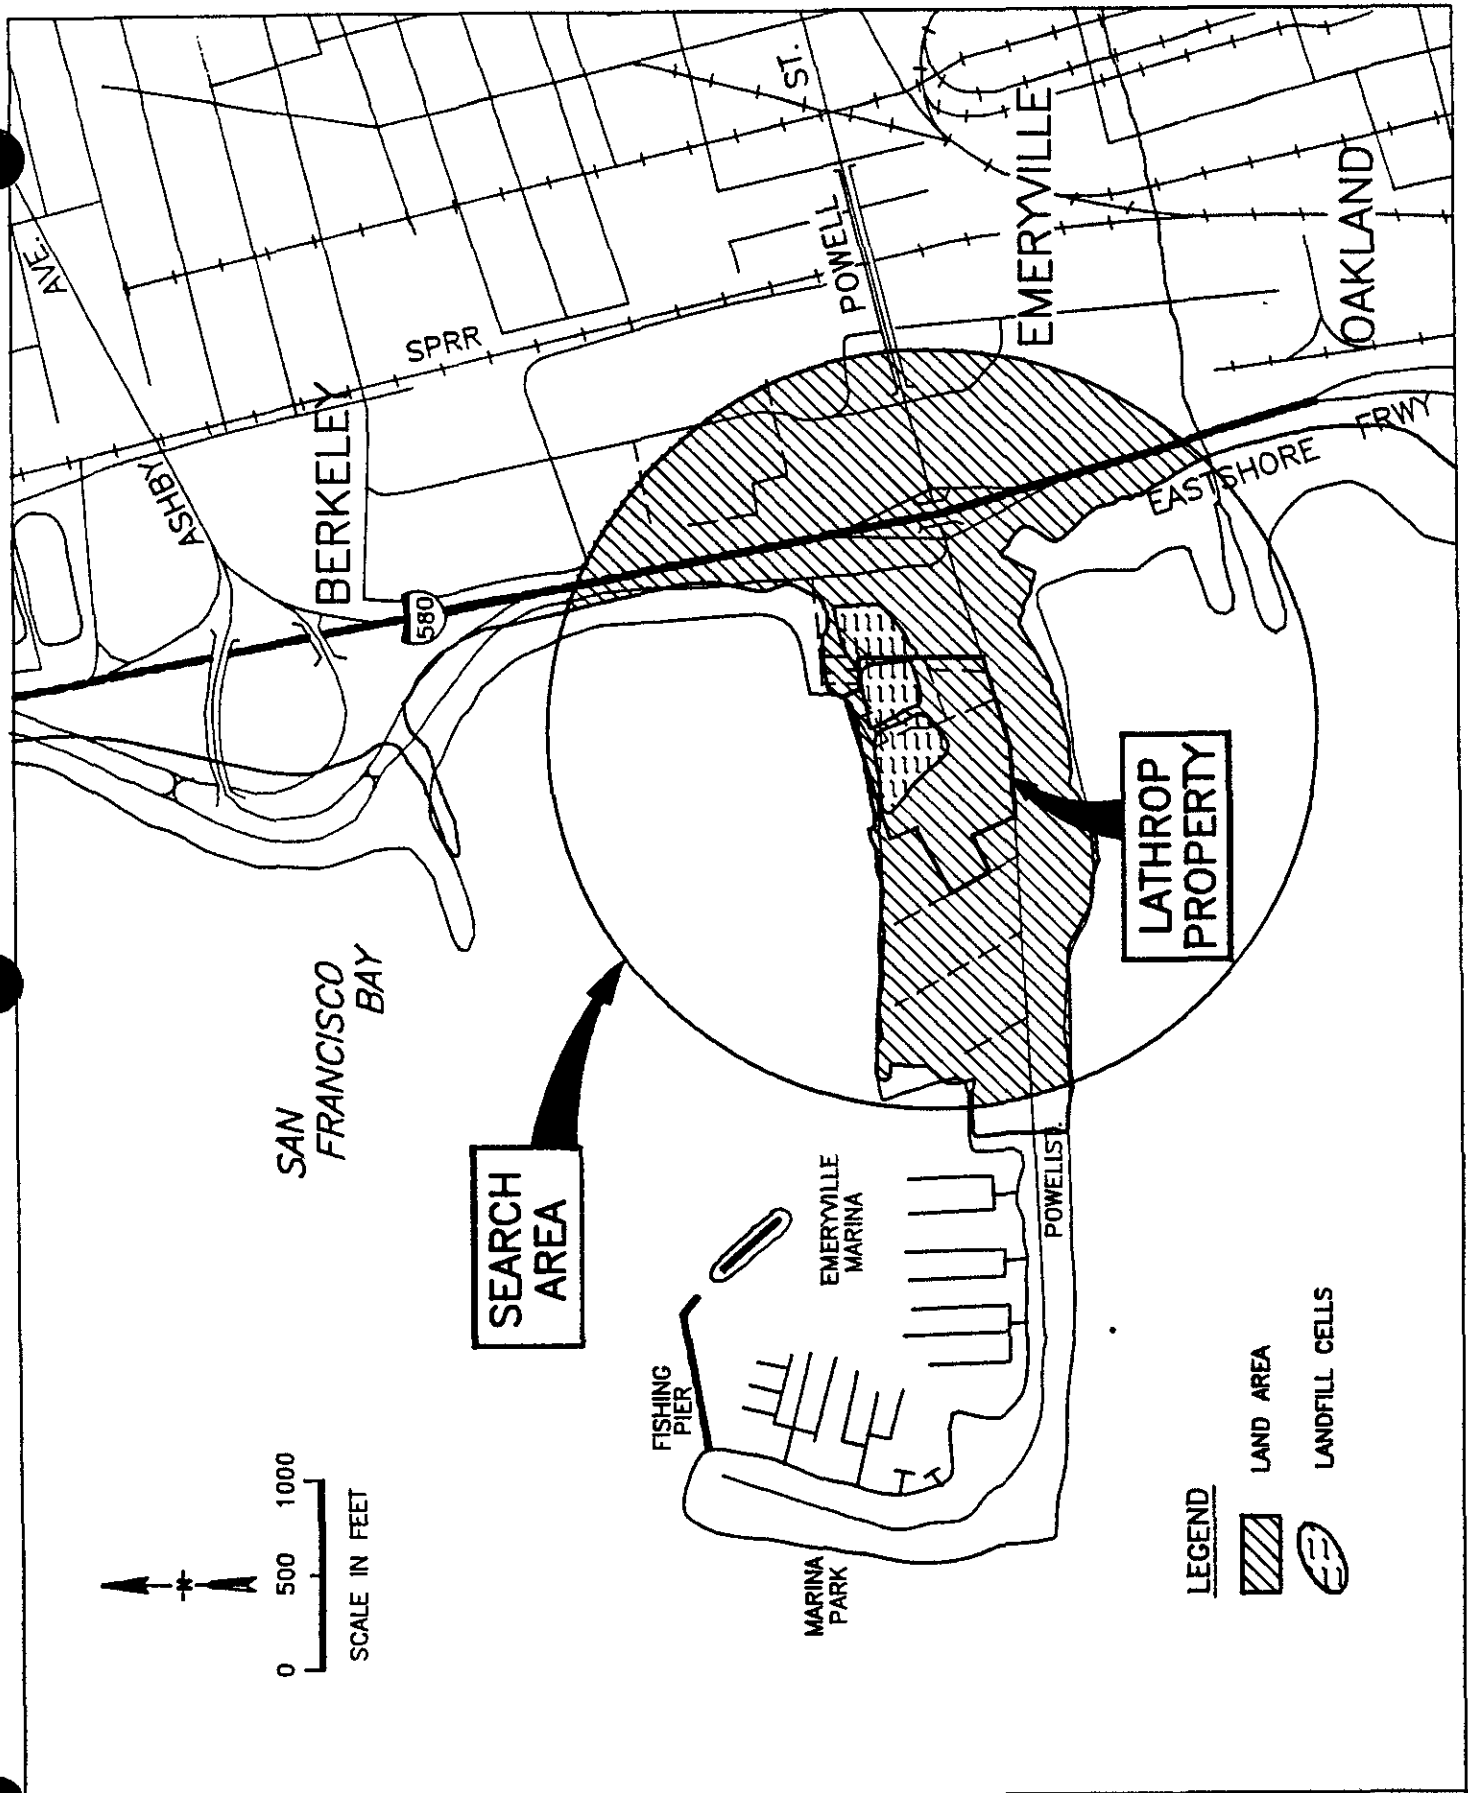 AVE.
ASHBY
SPRR
BERKELEY
580
ST.
POWELL
EMERYVILLE
OAKLAND
EASTSHORE
FRWY
SAN
FRANCISCO
BAY
SEARCH
AREA
LATHROP
PROPERTY
EMERYVILLE
MARINA
POWELL ST.
FISHING
PIER
MARINA
PARK
N
0 500 1000
SCALE IN FEET
LEGEND
LAND AREA
LANDFILL CELLS